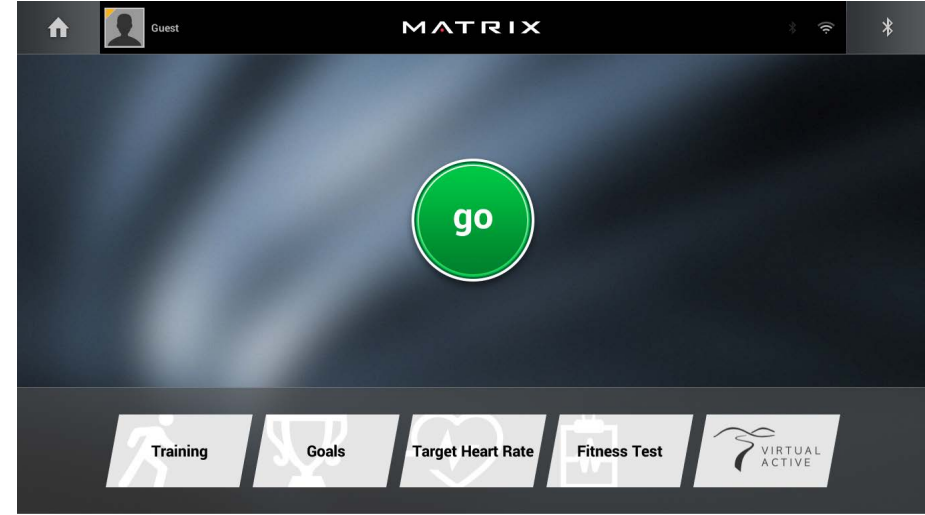 Guest
MATRIX
go
Training
Goals
Target Heart Rate
Fitness Test
VIRTUAL
ACTIVE